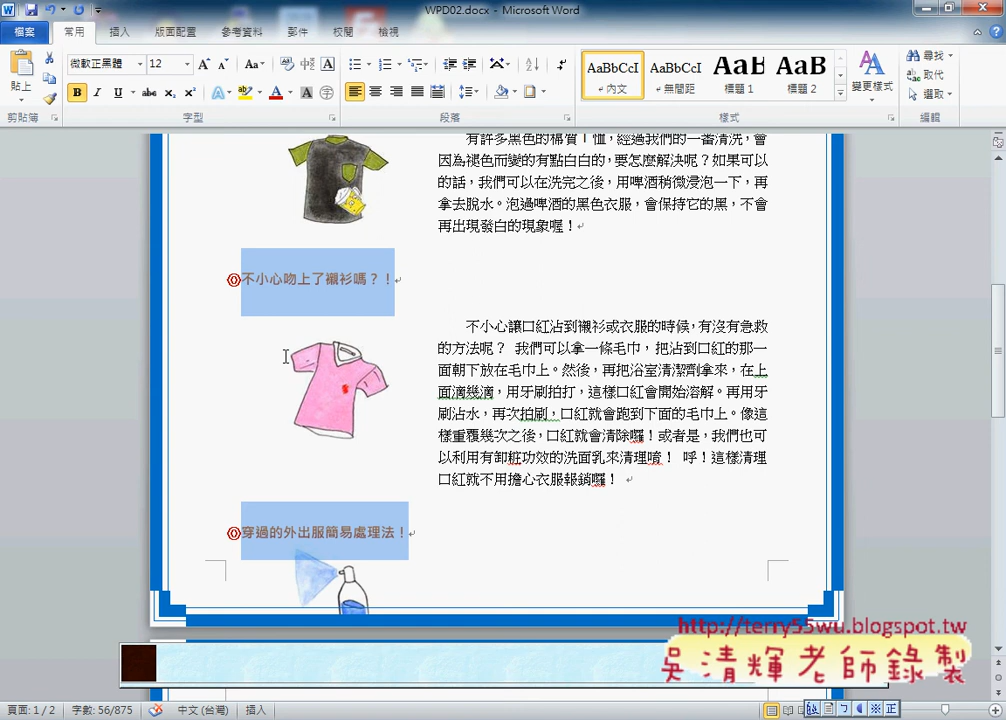 WPD02.docx - Microsoft Word
檔案 常用 插入 版面配置 參考資料 郵件 校閱 檢視
貼上
微軟正黑體 12
剪貼簿 字型 段落 樣式 編輯
AaBbCcI AaBbCcI AaB AaBb
內文 無間距 標題 1 標題 2
變更樣式
尋找
取代
選取
有許多黑色的棉質T恤，經過我們的一番清洗，會
因為褪色而變的有點白白的，要怎麼解決呢？如果可以
的話，我們可以在洗完之後，用啤酒稍微浸泡一下，再
拿去脫水。泡過啤酒的黑色衣服，會保持它的黑，不會
再出現發白的現象喔！
不小心吻上了襯衫嗎？！
不小心讓口紅沾到襯衫或衣服的時候，有沒有急救
的方法呢？ 我們可以拿一條毛巾，把沾到口紅的那一
面朝下放在毛巾上。然後，再把浴室清潔劑拿來，在上
面滴幾滴，用牙刷拍打，這樣口紅會開始溶解。再用牙
刷沾水，再次拍刷，口紅就會跑到下面的毛巾上。像這
樣重覆幾次之後，口紅就會清除囉！或者是，我們也可
以利用有卸粧功效的洗面乳來清理唷！ 呼！這樣清理
口紅就不用擔心衣服報銷囉！
穿過的外出服簡易處理法！
http://terry55wu.blogspot.tw
吳清輝老師錄製
頁面: 1 / 2 字數: 56/875 中文 (台灣) 插入